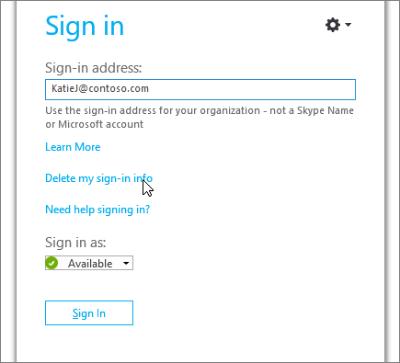 Sign in
Sign-in address:
KatieJ@contoso.com
Use the sign-in address for your organization - not a Skype Name
or Microsoft account
Learn More
Delete my sign-in info
Need help signing in?
Sign in as:
Available
Sign In